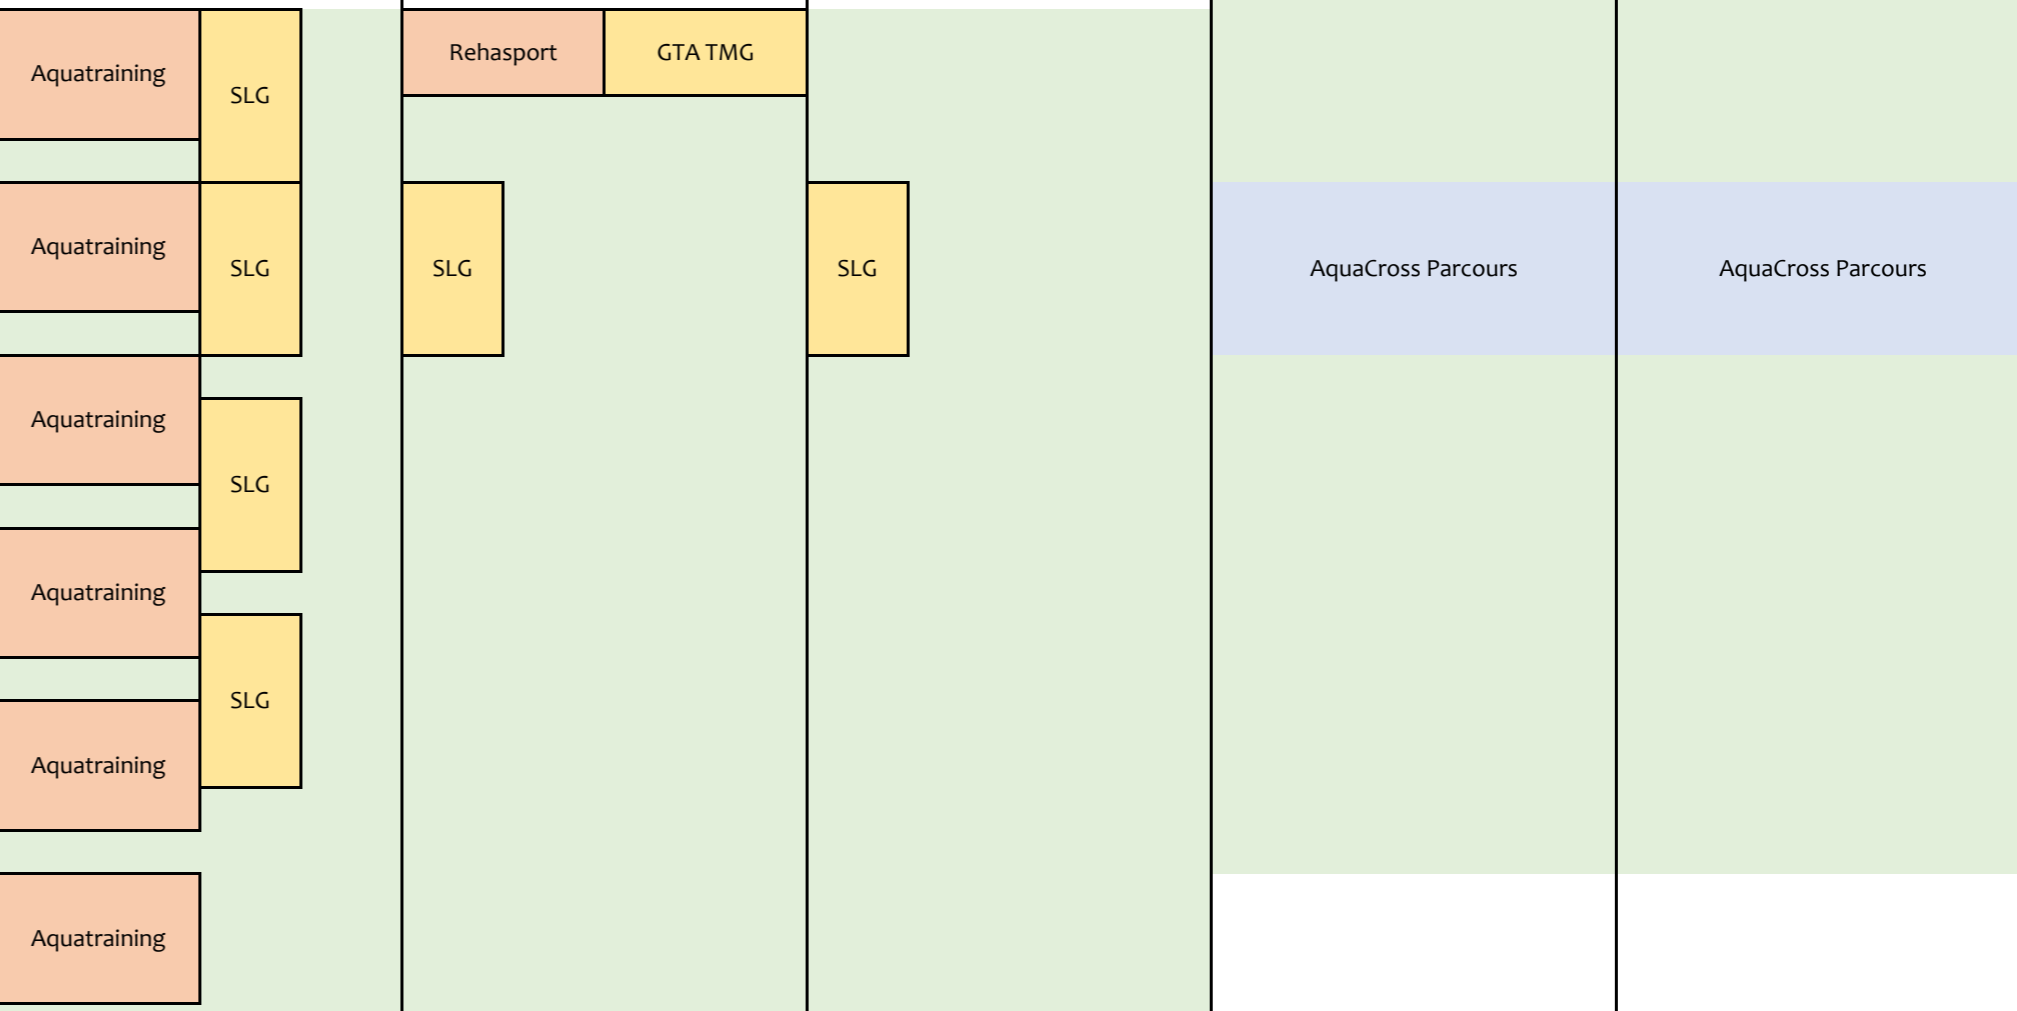 Aquatraining
SLG
Rehasport
GTA TMG
Aquatraining
SLG
SLG
SLG
AquaCross Parcours
AquaCross Parcours
Aquatraining
SLG
Aquatraining
SLG
Aquatraining
Aquatraining